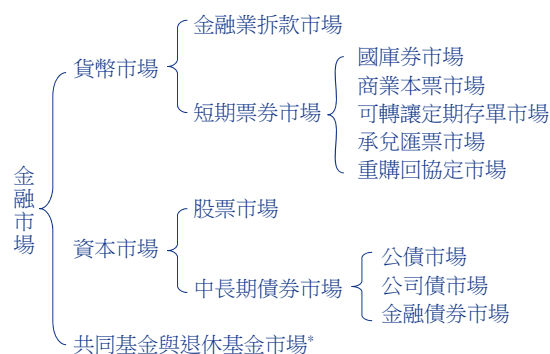 金融市場
貨幣市場
金融業拆款市場
短期票券市場
國庫券市場
商業本票市場
可轉讓定期存單市場
承兌匯票市場
重購回協定市場
資本市場
股票市場
中長期債券市場
公債市場
公司債市場
金融債券市場
共同基金與退休基金市場*